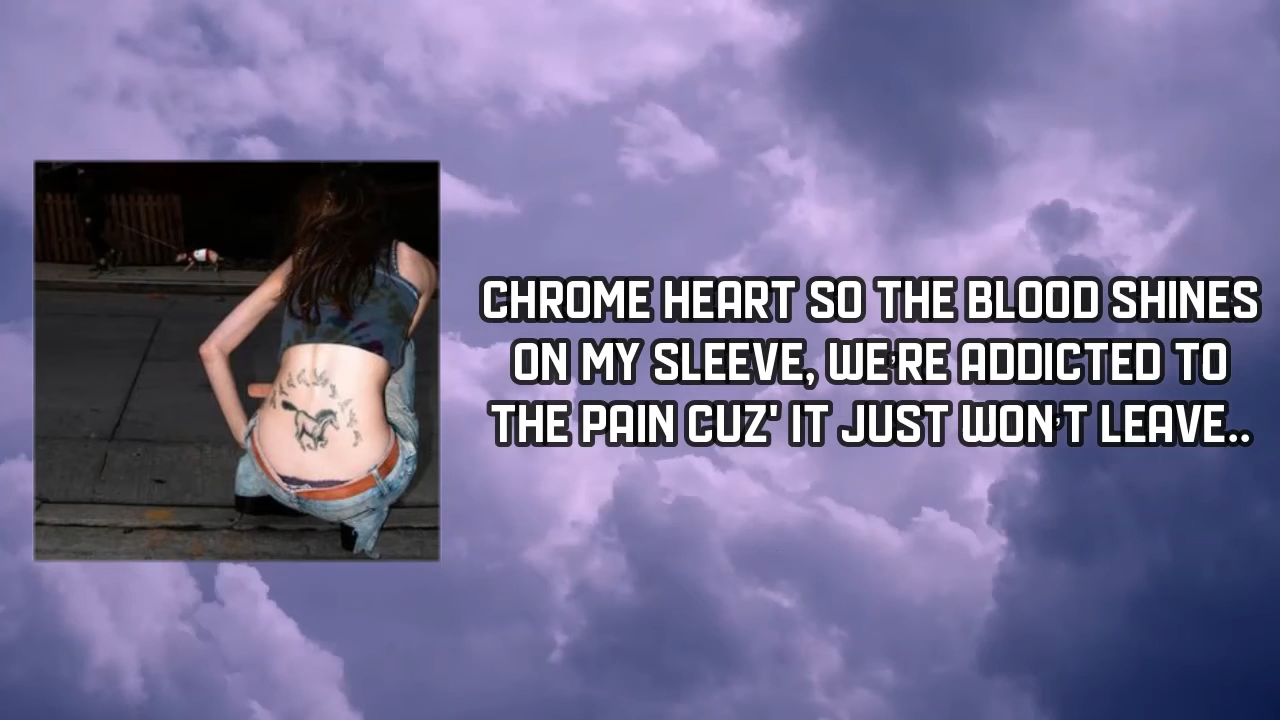 CHROME HEART SO THE BLOOD SHINES
ON MY SLEEVE, WE'RE ADDICTED TO
THE PAIN CUZ' IT JUST WON'T LEAVE..